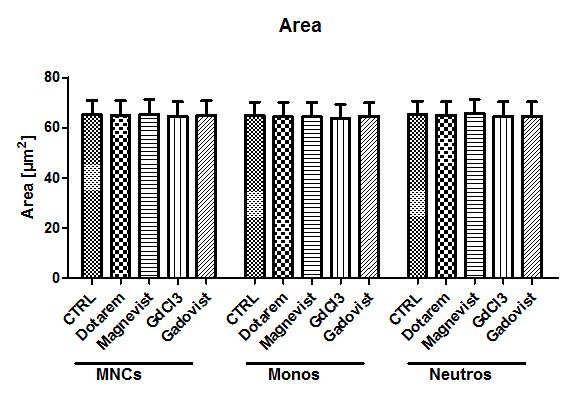 Area
Area [µm²]
80
60
40
20
0
CTRL
Dotarem
Magnevist
GdCl3
Gadovist
CTRL
Dotarem
Magnevist
GdCl3
Gadovist
CTRL
Dotarem
Magnevist
GdCl3
Gadovist
MNCs
Monos
Neutros